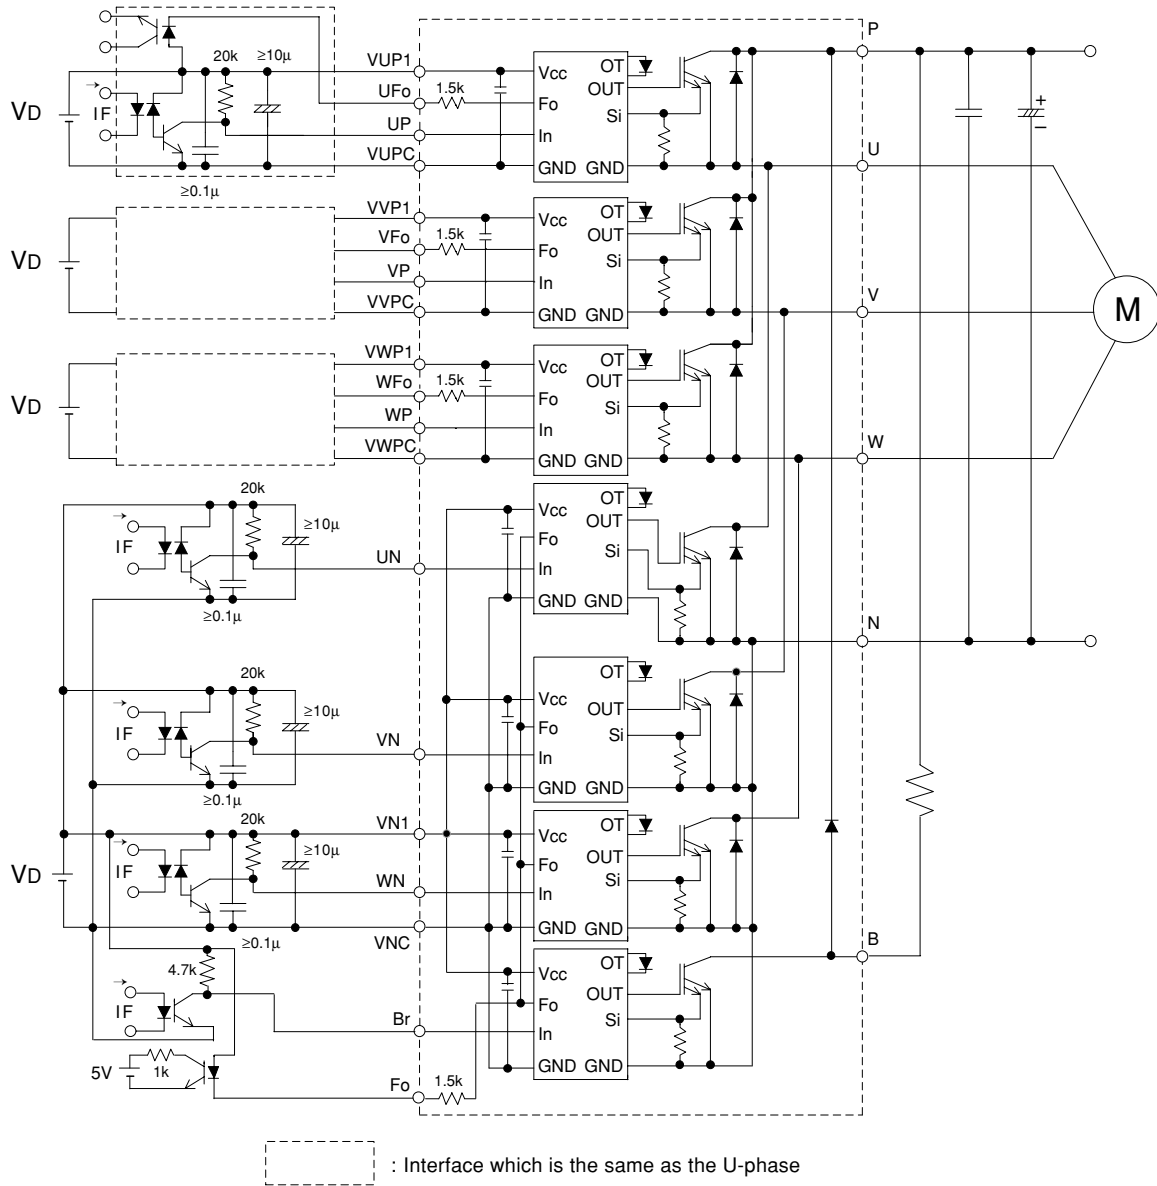 VD
IF
20k
≥10μ
≥0.1μ
VUP1
UFo
UP
VUPC
1.5k
Vcc
Fo
In
GND
GND
OT
OUT
Si
P
U
+
–
VD
VVP1
VFo
VP
VVPC
1.5k
Vcc
Fo
In
GND
GND
OT
OUT
Si
V
M
VD
VWP1
WFo
WP
VWPC
1.5k
Vcc
Fo
In
GND
GND
OT
OUT
Si
W
IF
20k
≥10μ
≥0.1μ
UN
Vcc
Fo
In
GND
GND
OT
OUT
Si
N
IF
20k
≥10μ
≥0.1μ
VN
Vcc
Fo
In
GND
GND
OT
OUT
Si
VD
IF
20k
≥10μ
≥0.1μ
VN1
WN
VNC
Vcc
Fo
In
GND
GND
OT
OUT
Si
B
4.7k
IF
Br
Vcc
Fo
In
GND
GND
OT
OUT
Si
5V
1k
Fo
1.5k
: Interface which is the same as the U-phase